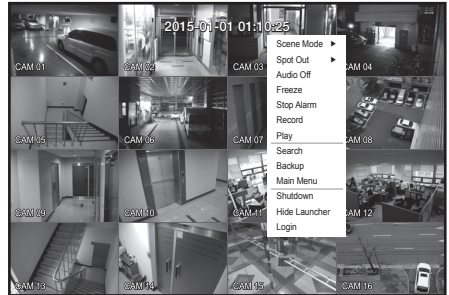 2015-01-01 01:10:25
CAM 01
CAM 02
CAM 03
CAM 04
Scene Mode ▶
Spot Out ▶
Audio Off
Freeze
Stop Alarm
Record
Play
Search
Backup
Main Menu
Shutdown
Hide Launcher
Login
CAM 05
CAM 06
CAM 07
CAM 08
CAM 09
CAM 10
CAM 11
CAM 12
CAM 13
CAM 14
CAM 15
CAM 16